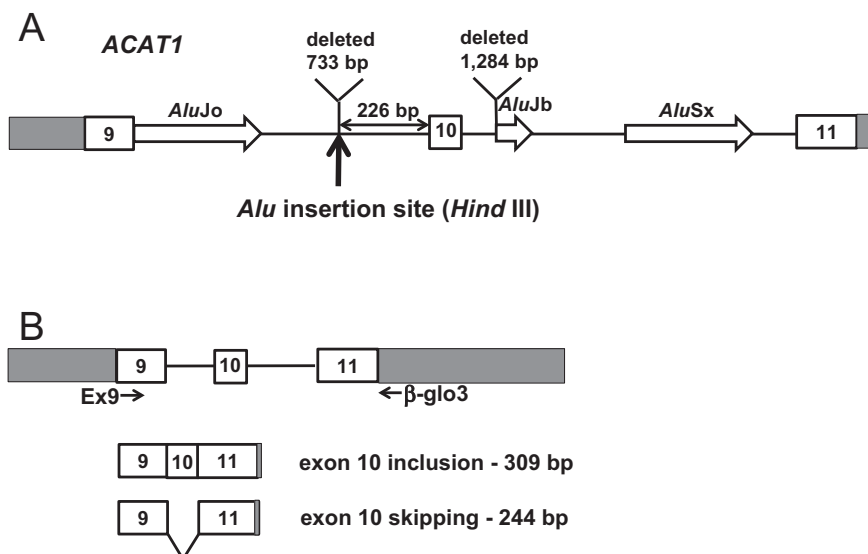 A
ACAT1
deleted
733 bp
deleted
1,284 bp
9
AluJo
226 bp
10
AluJb
AluSx
11
Alu insertion site (Hind III)
B
9
10
11
Ex9
β-glo3
9 10 11 exon 10 inclusion - 309 bp
9 11 exon 10 skipping - 244 bp